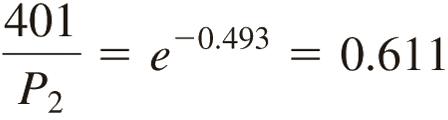 401/P₂ = e⁻⁰·⁴⁹³ = 0.611